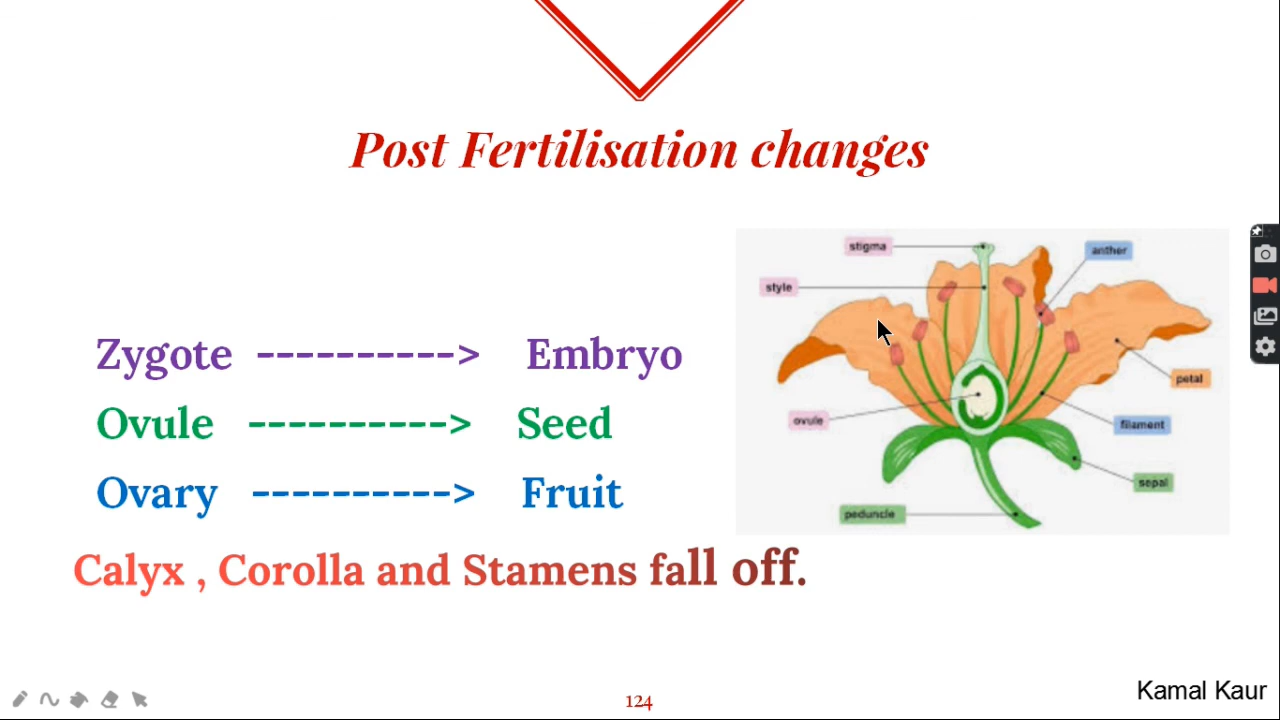 Post Fertilisation changes
Zygote ----------> Embryo
Ovule ----------> Seed
Ovary ----------> Fruit
Calyx , Corolla and Stamens fall off.
stigma
anther
style
petal
ovule
filament
sepal
peduncle
124
Kamal Kaur